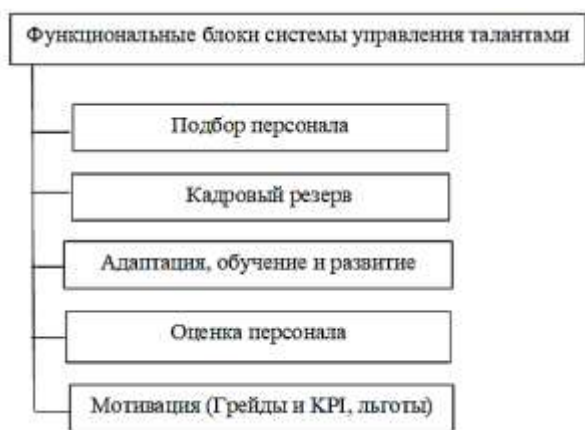 Функциональные блоки системы управления талантами
Подбор персонала
Кадровый резерв
Адаптация, обучение и развитие
Оценка персонала
Мотивация (Грейды и KPI, льготы)